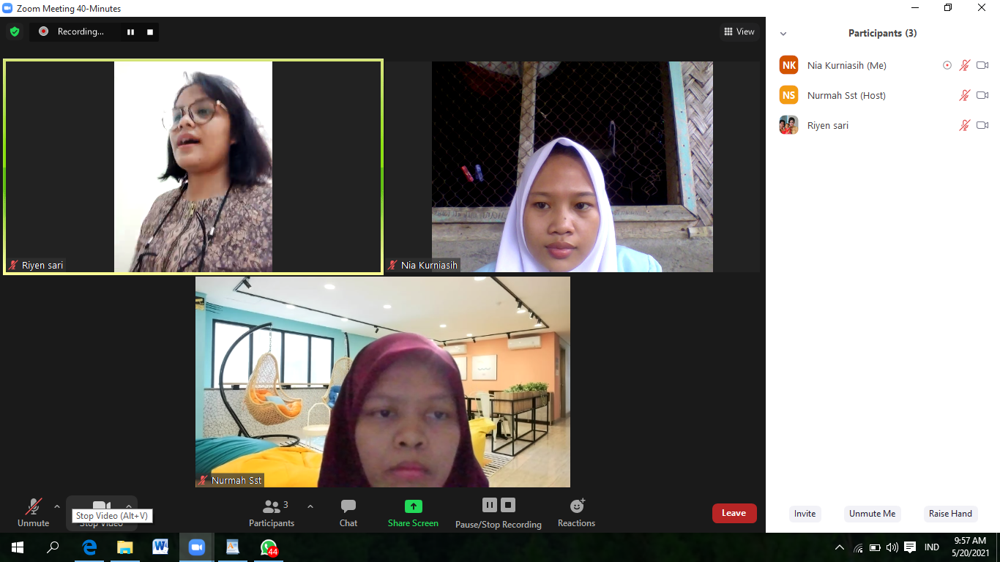 Zoom Meeting 40-Minutes
Recording...
View
Participants (3)
NK Nia Kurniasih (Me)
NS Nurmah Sst (Host)
Riyen sari
Riyen sari
Nia Kurniasih
Nurmah Sst
Stop Video (Alt+V)
Unmute
Stop Video
Participants
3
Chat
Share Screen
Pause/Stop Recording
Reactions
Leave
Invite
Unmute Me
Raise Hand
44
IND
9:57 AM
5/20/2021